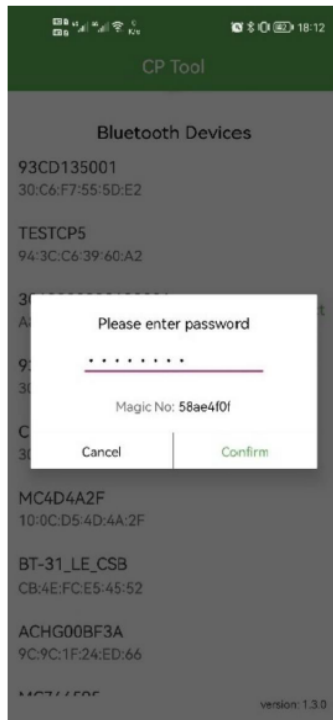 18:12
CP Tool
Bluetooth Devices
93CD135001
30:C6:F7:55:5D:E2
TESTCP5
94:3C:C6:39:60:A2
Please enter password
Magic No: 58ae4f0f
Cancel
Confirm
MC4D4A2F
10:0C:D5:4D:4A:2F
BT-31_LE_CSB
CB:4E:FC:E5:45:52
ACHG00BF3A
9C:9C:1F:24:ED:66
version: 1.3.0